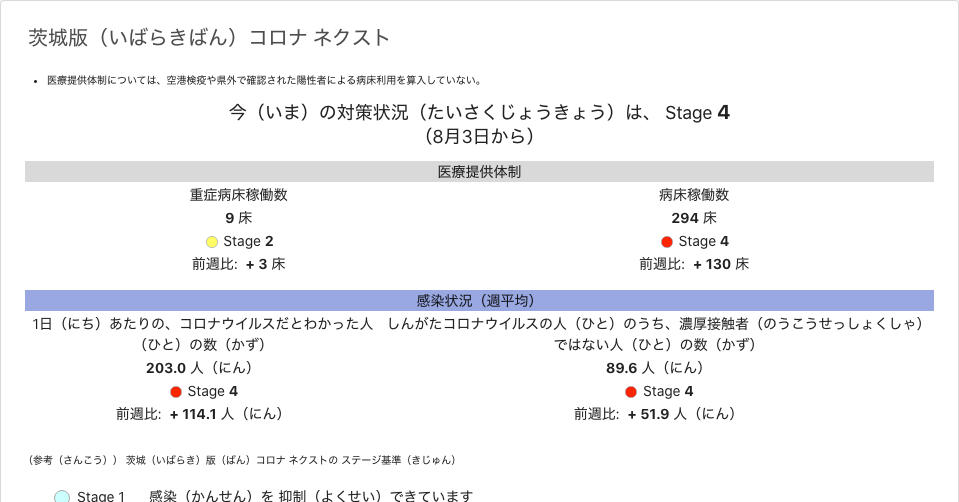 茨城版（いばらきばん）コロナ ネクスト
• 医療提供体制については、空港検疫や県外で確認された陽性者による病床利用を算入していない。
今（いま）の対策状況（たいさくじょうきょう）は、 Stage 4
（8月3日から）
医療提供体制
重症病床稼働数
9 床
Stage 2
前週比: + 3 床
病床稼働数
294 床
Stage 4
前週比: + 130 床
感染状況（週平均）
1日（にち）あたりの、コロナウイルスだとわかった人
（ひと）の数（かず）
203.0 人（にん）
Stage 4
前週比: + 114.1 人（にん）
しんがたコロナウイルスの人（ひと）のうち、濃厚接触者（のうこうせっしょくしゃ）
ではない人（ひと）の数（かず）
89.6 人（にん）
Stage 4
前週比: + 51.9 人（にん）
（参考（さんこう）） 茨城（いばらき）版（ばん）コロナ ネクストの ステージ基準（きじゅん）
Stage 1 感染（かんせん）を 抑制（よくせい）できています